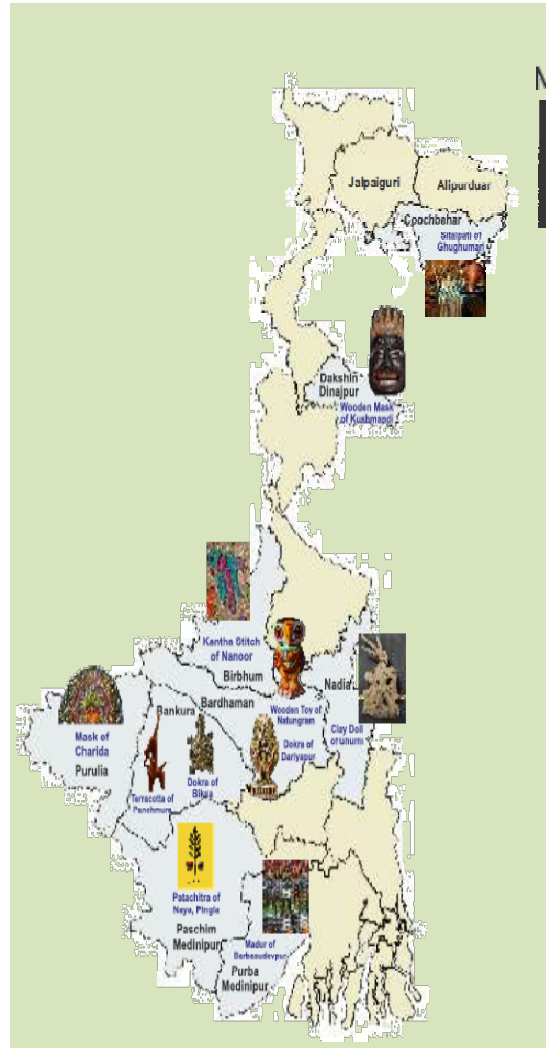 M
Jalpaiguri
Alipurduar
Coochbehar
Sitalpati of
Ghughumari
Dakshin
Dinajpur
Wooden Mask
of Kushmandi
Kantha Stitch
of Nanoor
Birbhum
Nadia
Bardhaman
Bankura
Wooden Toy of
Natungram
Mask of
Charida
Purulia
Clay Doll
Dokra of
Dariyapur
Dokra of
Bikna
Terracotta of
Panchmura
Patachitra of
Naya, Pingla
Paschim
Medinipur
Madur of
Purba
Medinipur